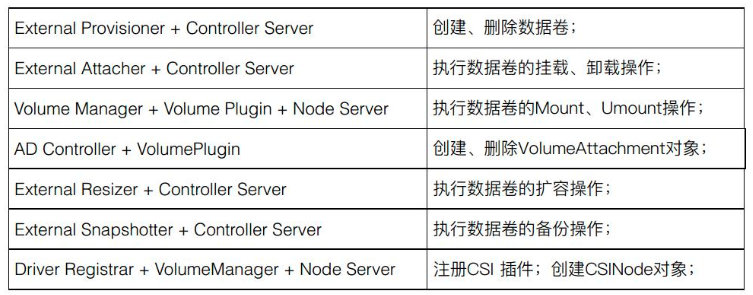 External Provisioner + Controller Server 创建、删除数据卷；
External Attacher + Controller Server 执行数据卷的挂载、卸载操作；
Volume Manager + Volume Plugin + Node Server 执行数据卷的Mount、Umount操作；
AD Controller + VolumePlugin 创建、删除VolumeAttachment对象；
External Resizer + Controller Server 执行数据卷的扩容操作；
External Snapshotter + Controller Server 执行数据卷的备份操作；
Driver Registrar + VolumeManager + Node Server 注册CSI 插件；创建CSINode对象；